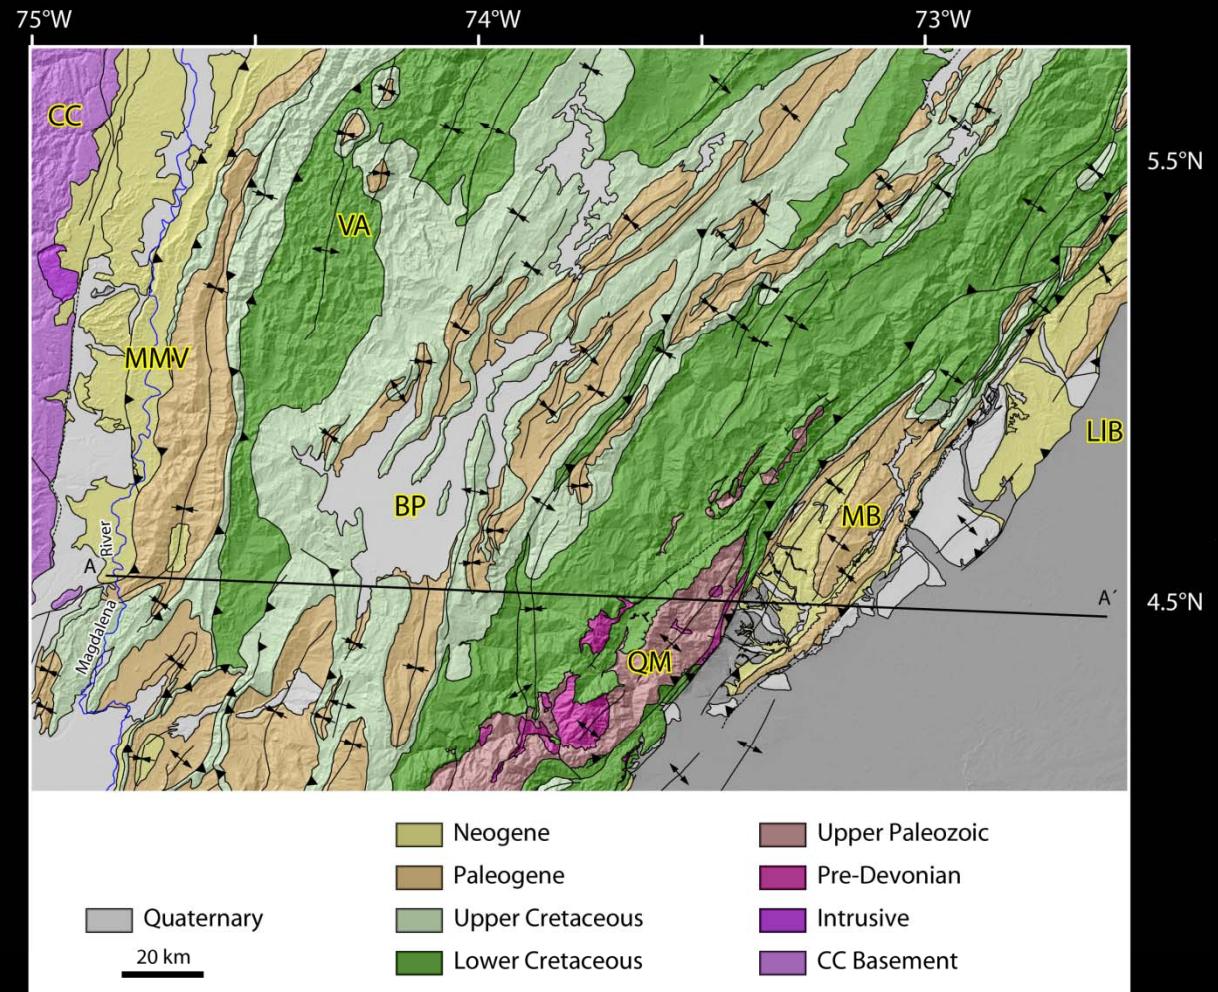 75°W
74°W
73°W
CC
5.5°N
VA
MMV
LlB
BP
MB
River
A
A´
4.5°N
Magdalena
QM
Neogene
Upper Paleozoic
Paleogene
Pre-Devonian
Quaternary
Upper Cretaceous
Intrusive
20 km
Lower Cretaceous
CC Basement